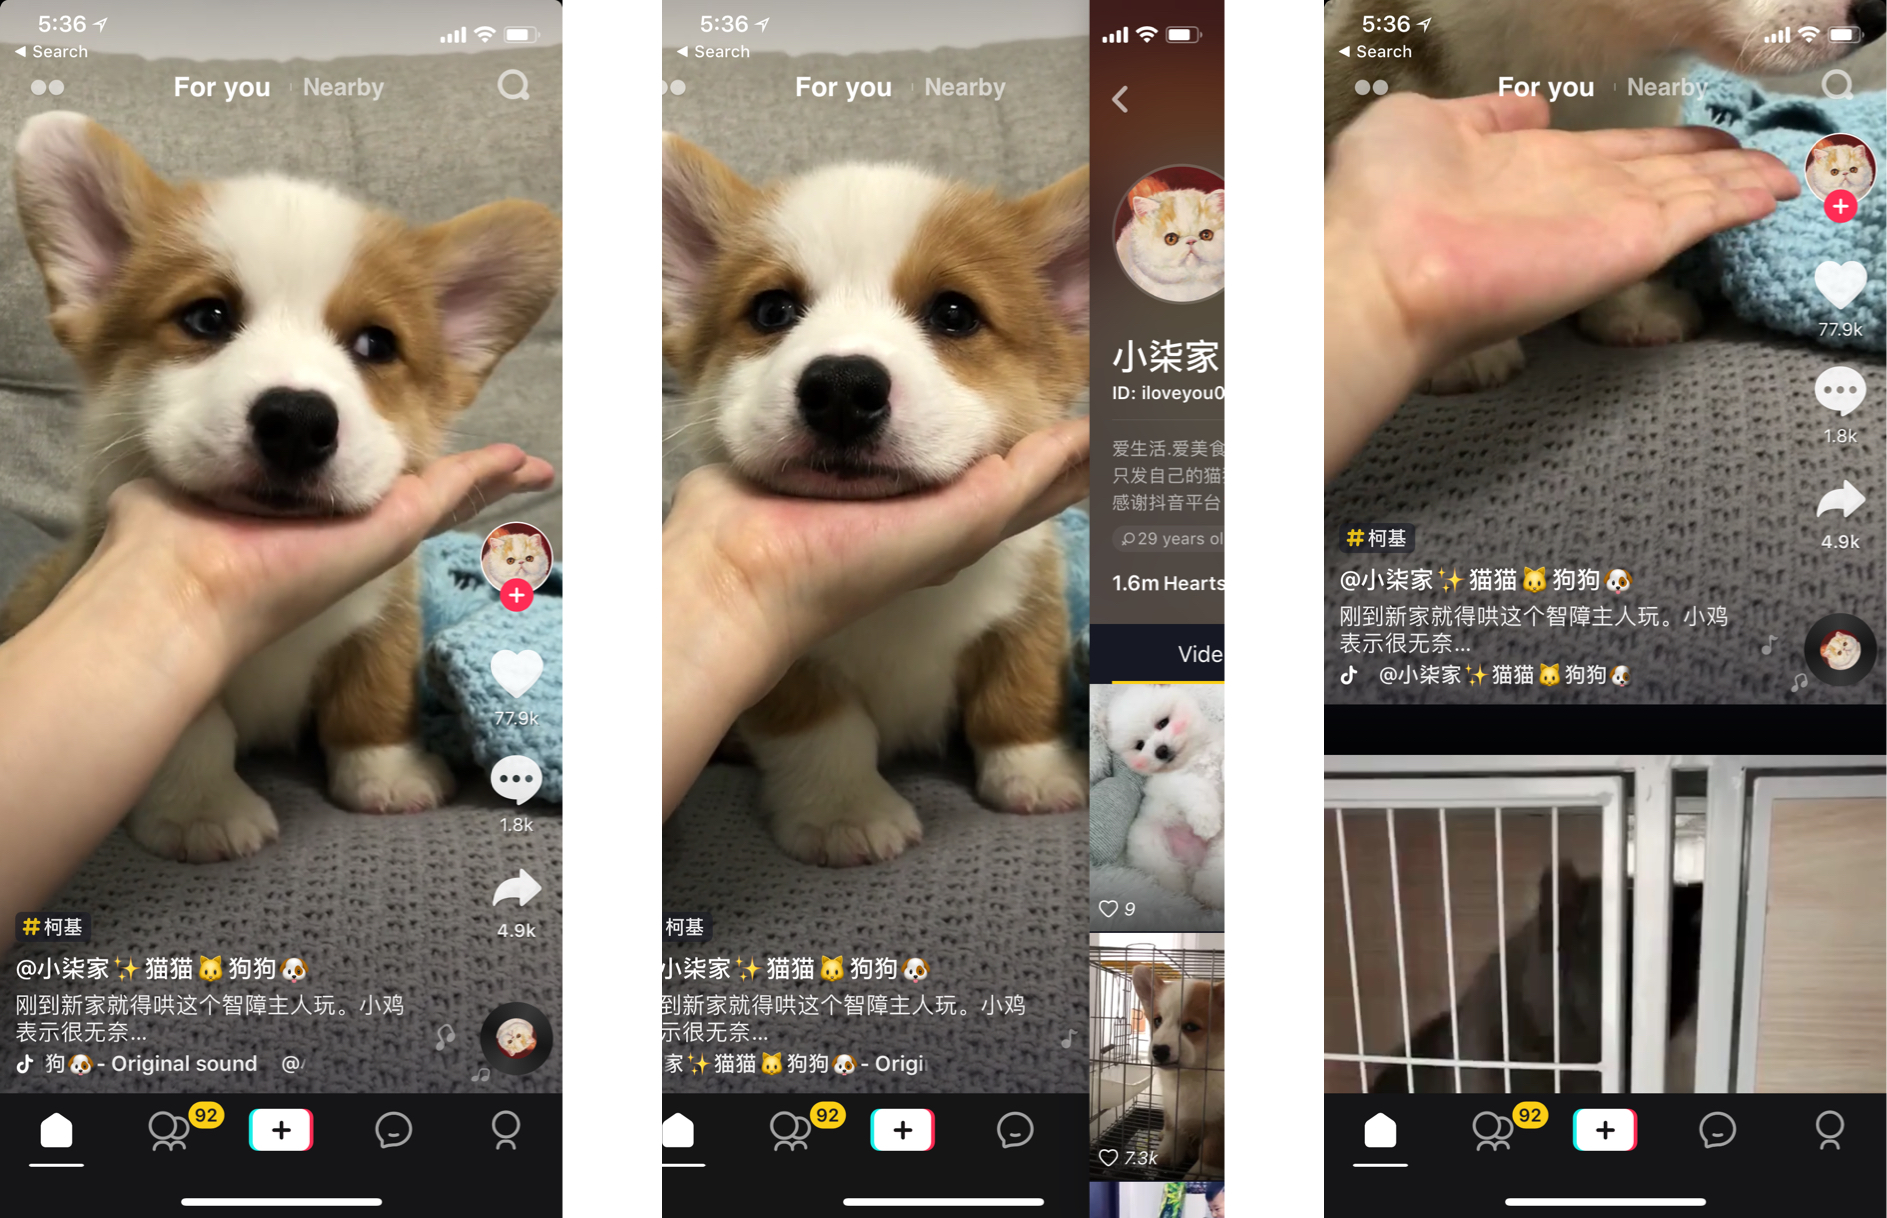 5:36
◀ Search
For you
Nearby
77.9k
1.8k
4.9k
#柯基
@小柒家✨猫猫🐱狗狗🐶
刚到新家就得哄这个智障主人玩。小鸡
表示很无奈...
狗🐶 - Original sound @
92
5:36
◀ Search
For you
Nearby
柯基
小柒家✨猫猫🐱狗狗🐶
到新家就得哄这个智障主人玩。小鸡
示很无奈...
家✨猫猫🐱狗狗🐶 - Origi
92
小柒家
ID: iloveyou0
爱生活.爱美食
只发自己的猫
感谢抖音平台
29 years ol
1.6m Hearts
Vide
9
7.3k
5:36
◀ Search
For you
Nearby
77.9k
1.8k
4.9k
#柯基
@小柒家✨猫猫🐱狗狗🐶
刚到新家就得哄这个智障主人玩。小鸡
表示很无奈...
@小柒家✨猫猫🐱狗狗🐶
92